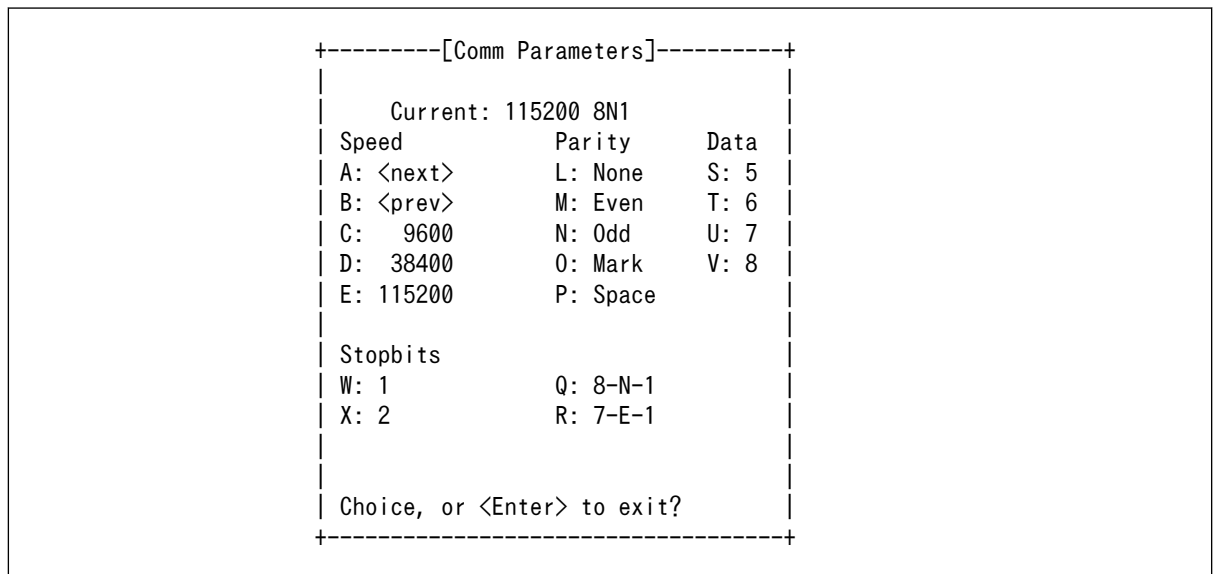 +---------[Comm Parameters]----------+
|                                    |
|     Current: 115200 8N1            |
| Speed            Parity      Data  |
| A: <next>        L: None     S: 5  |
| B: <prev>        M: Even     T: 6  |
| C:   9600        N: Odd      U: 7  |
| D:  38400        O: Mark     V: 8  |
| E: 115200        P: Space          |
|                                    |
| Stopbits                           |
| W: 1             Q: 8-N-1          |
| X: 2             R: 7-E-1          |
|                                    |
|                                    |
| Choice, or <Enter> to exit?        |
+------------------------------------+